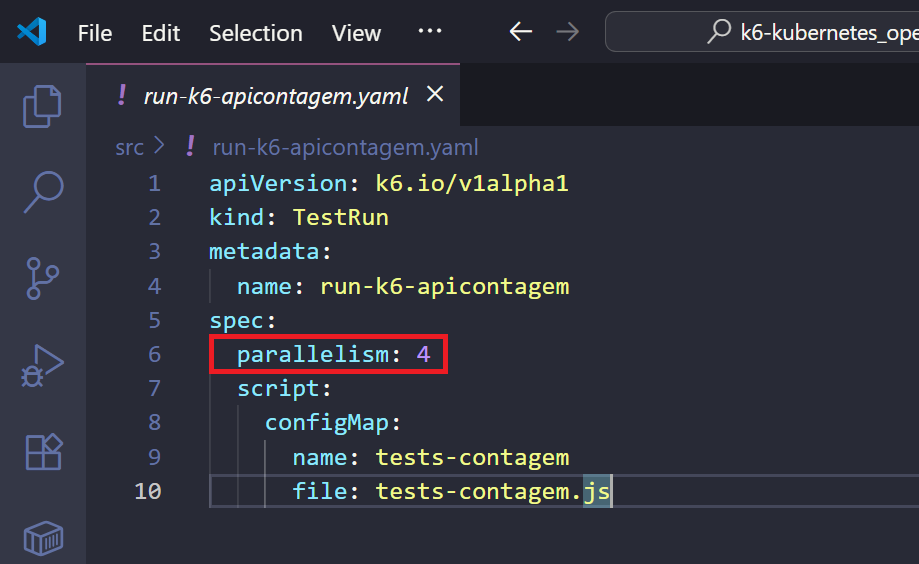 File Edit Selection View ··· k6-kubernetes_ope
! run-k6-apicontagem.yaml
src > ! run-k6-apicontagem.yaml
1 apiVersion: k6.io/v1alpha1
2 kind: TestRun
3 metadata:
4 name: run-k6-apicontagem
5 spec:
6 parallelism: 4
7 script:
8 configMap:
9 name: tests-contagem
10 file: tests-contagem.js